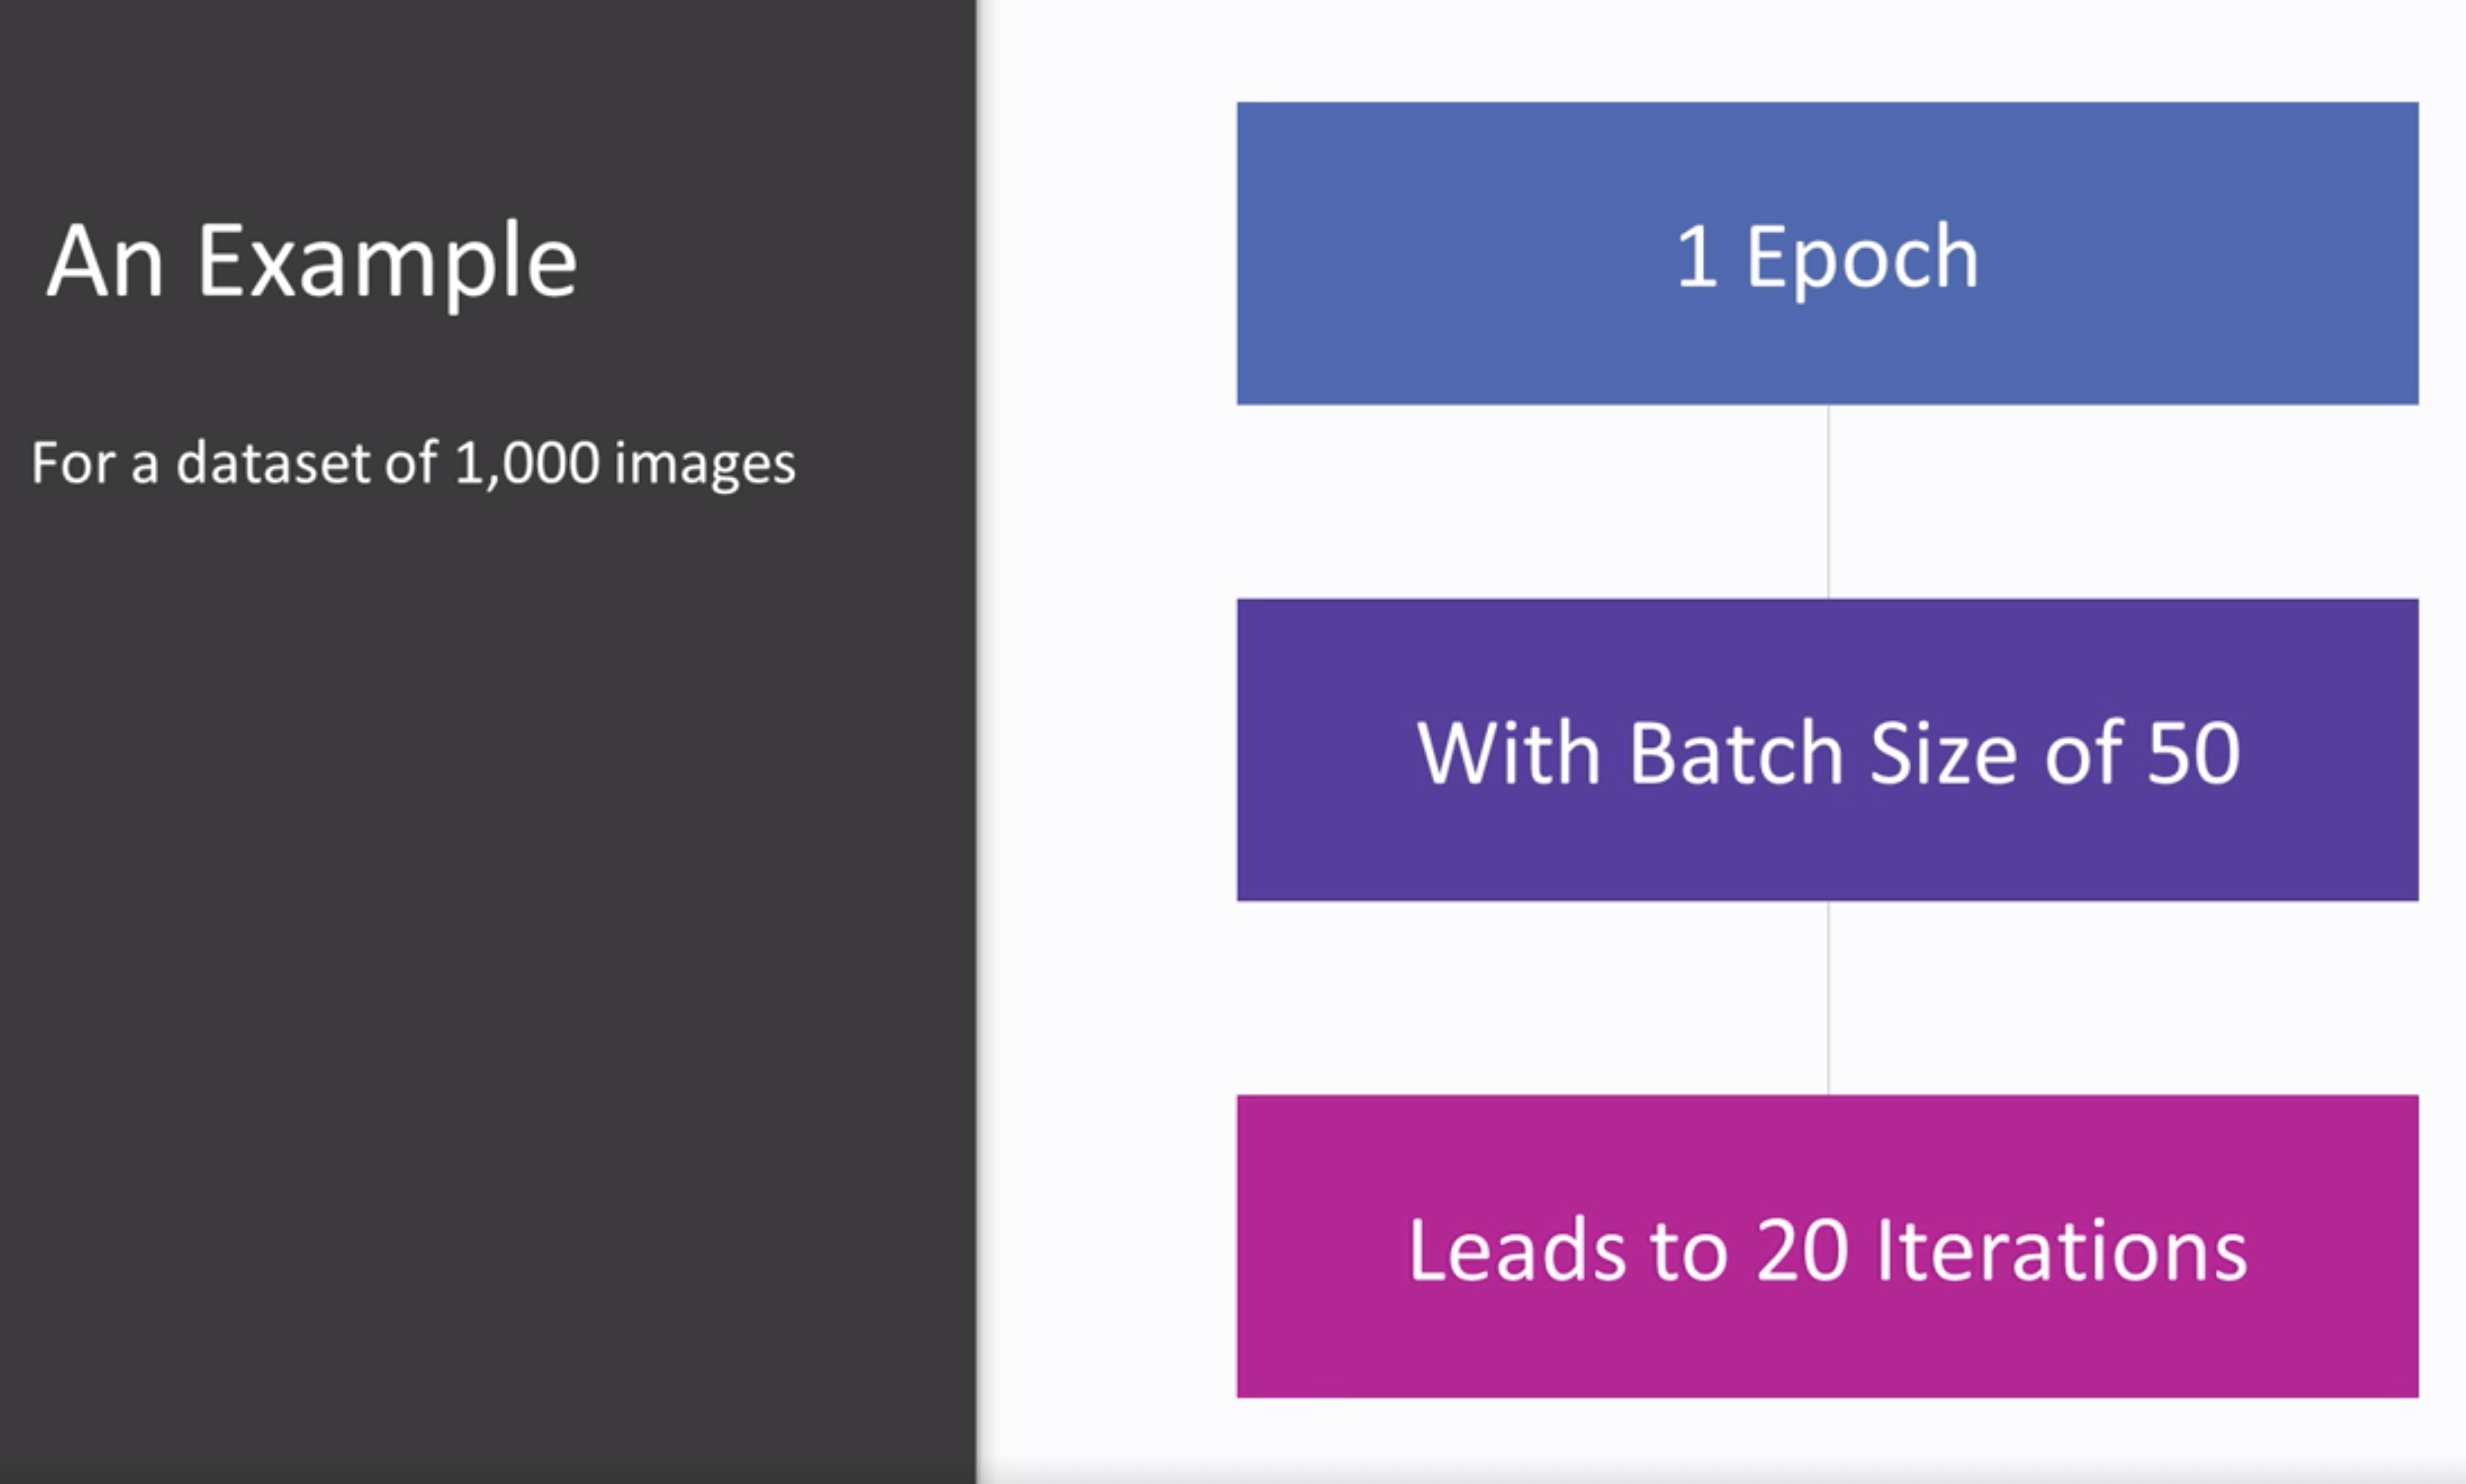 An Example
For a dataset of 1,000 images
1 Epoch
With Batch Size of 50
Leads to 20 Iterations